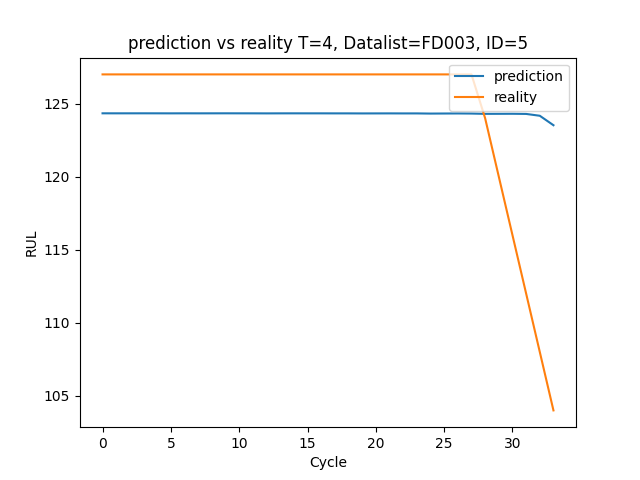 prediction vs reality T=4, Datalist=FD003, ID=5
prediction
reality
125
120
115
110
105
RUL
0 5 10 15 20 25 30
Cycle